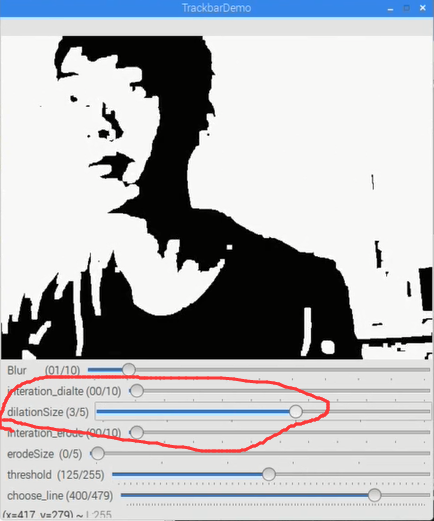 TrackbarDemo
Blur (01/10)
interation_dialte (00/10)
dilationSize (3/5)
interation_erode (00/10)
erodeSize (0/5)
threshold (125/255)
choose_line (400/479)
(x=417, y=279) ~ L:255